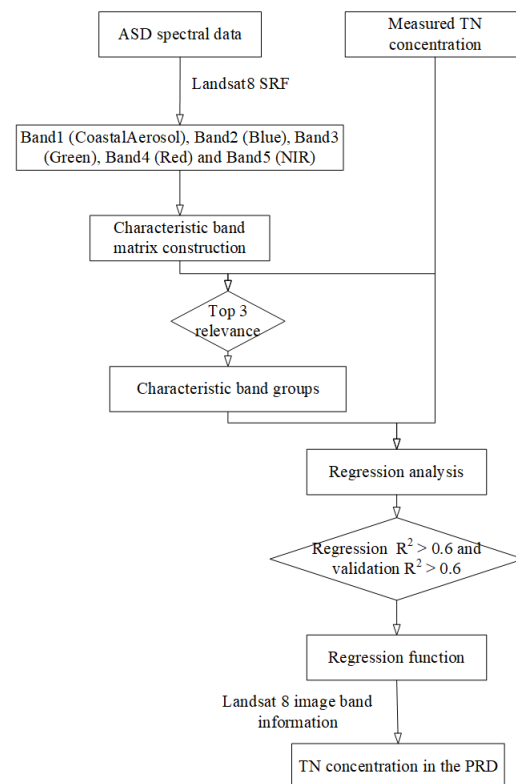 ASD spectral data
Measured TN
concentration
Landsat8 SRF
Band1 (CoastalAerosol), Band2 (Blue), Band3
(Green), Band4 (Red) and Band5 (NIR)
Characteristic band
matrix construction
Top 3
relevance
Characteristic band groups
Regression analysis
Regression R² > 0.6 and
validation R² > 0.6
Regression function
Landsat 8 image band
information
TN concentration in the PRD